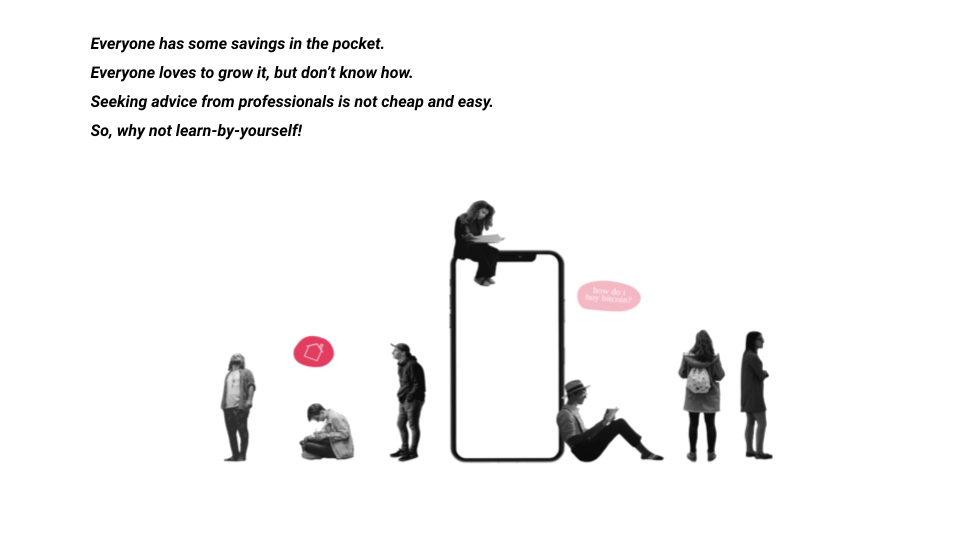 Everyone has some savings in the pocket.
Everyone loves to grow it, but don’t know how.
Seeking advice from professionals is not cheap and easy.
So, why not learn-by-yourself!
how do i
buy bitcoin?